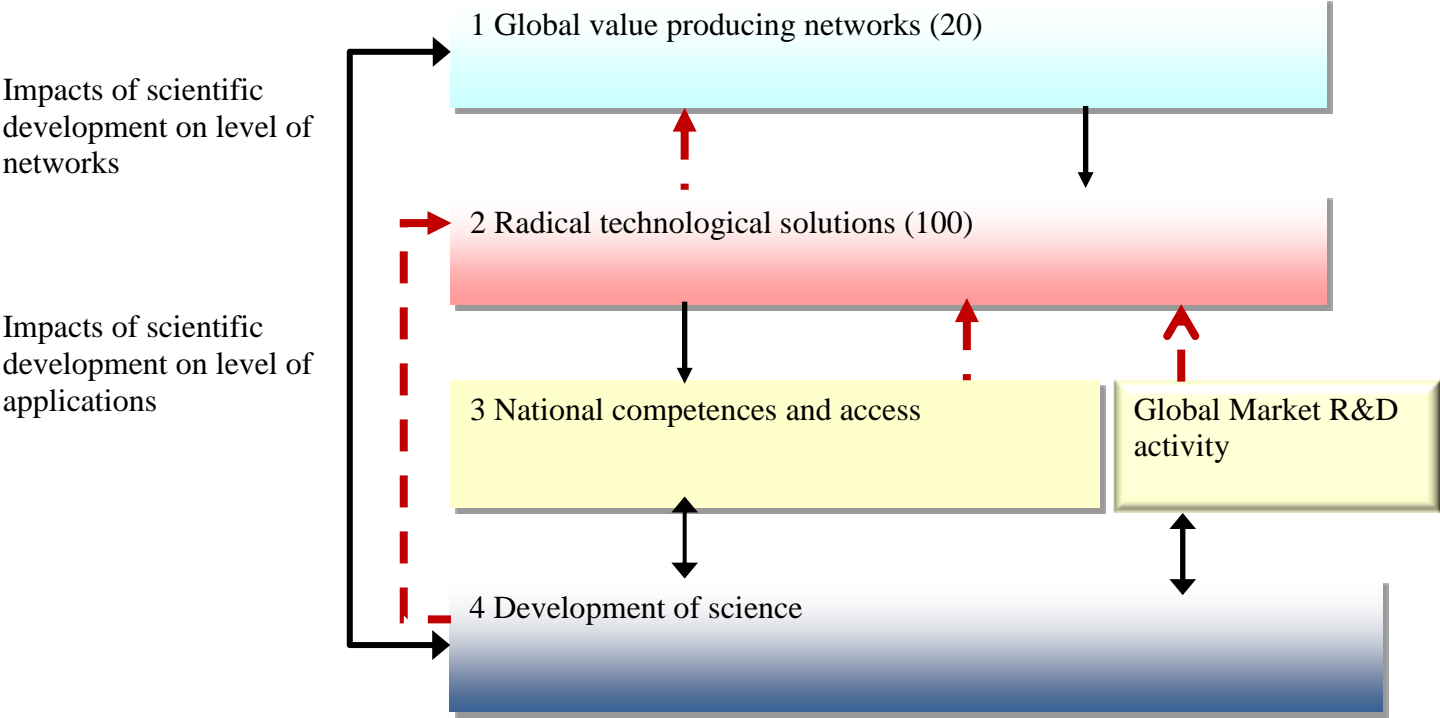 1 Global value producing networks (20)
Impacts of scientific
development on level of
networks
2 Radical technological solutions (100)
Impacts of scientific
development on level of
applications
3 National competences and access
Global Market R&D
activity
4 Development of science